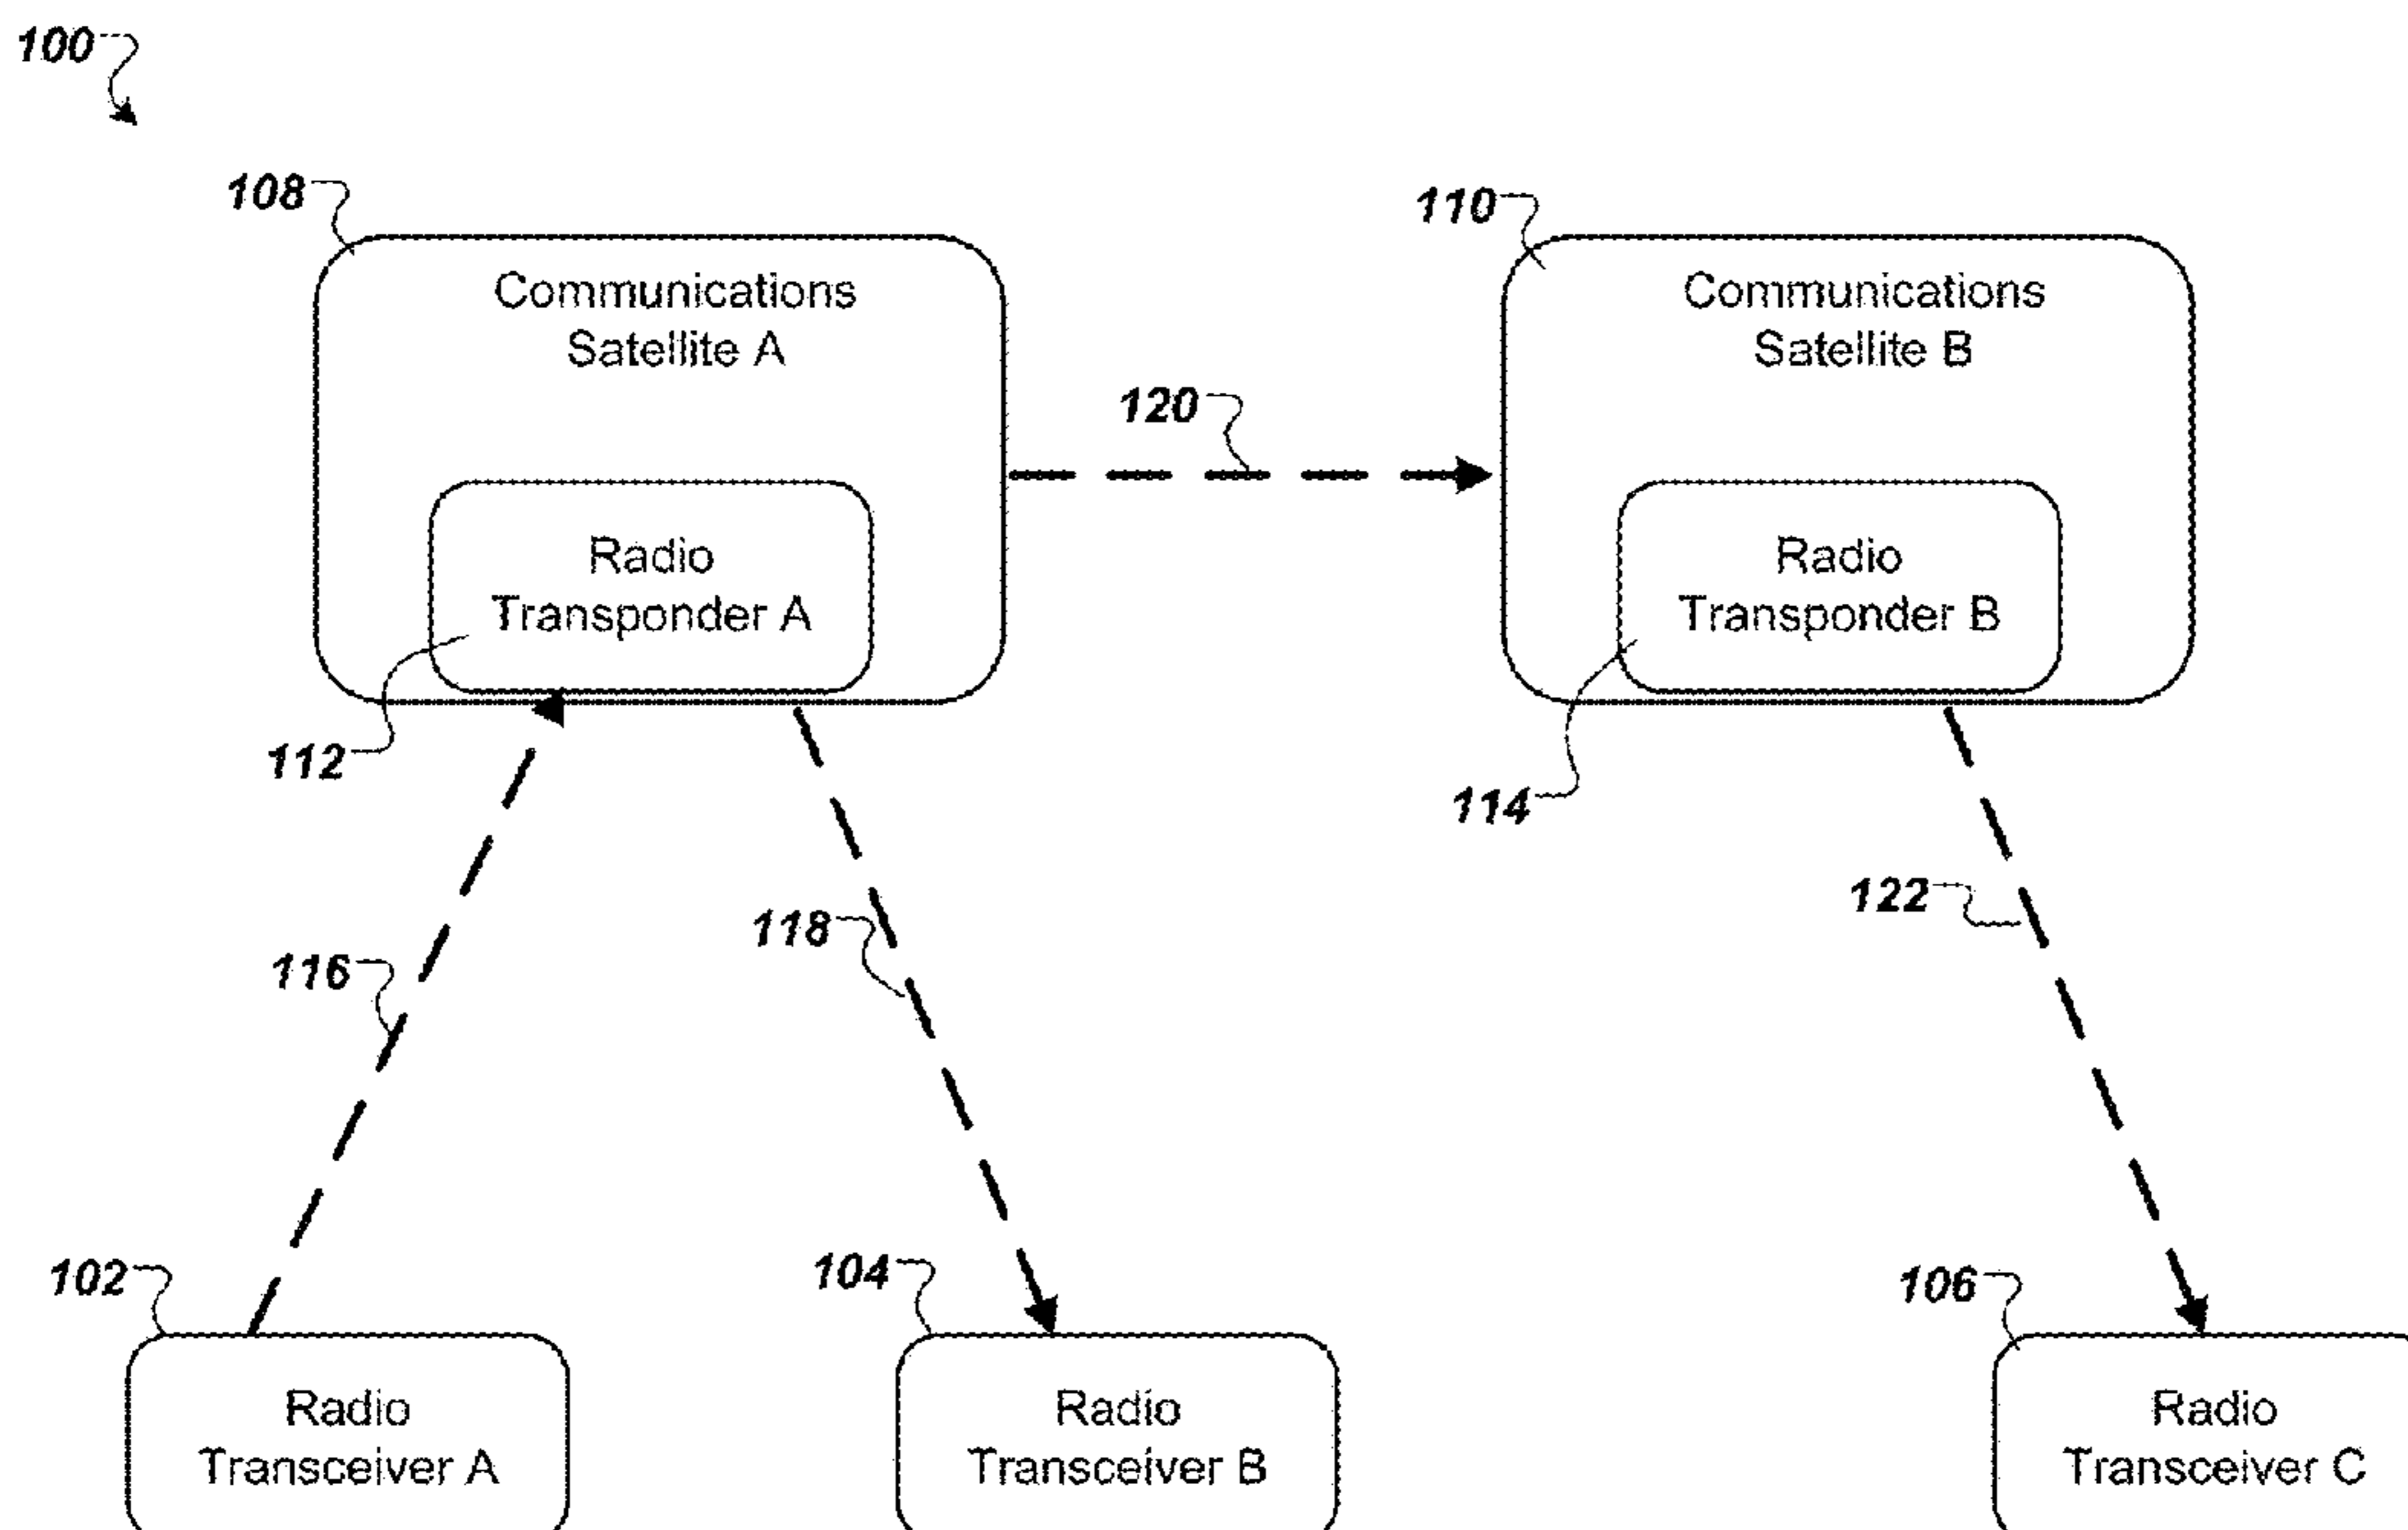 100
108
110
Communications
Satellite A
Communications
Satellite B
120
Radio
Transponder A
Radio
Transponder B
112
114
122
118
116
102
104
106
Radio
Transceiver A
Radio
Transceiver B
Radio
Transceiver C